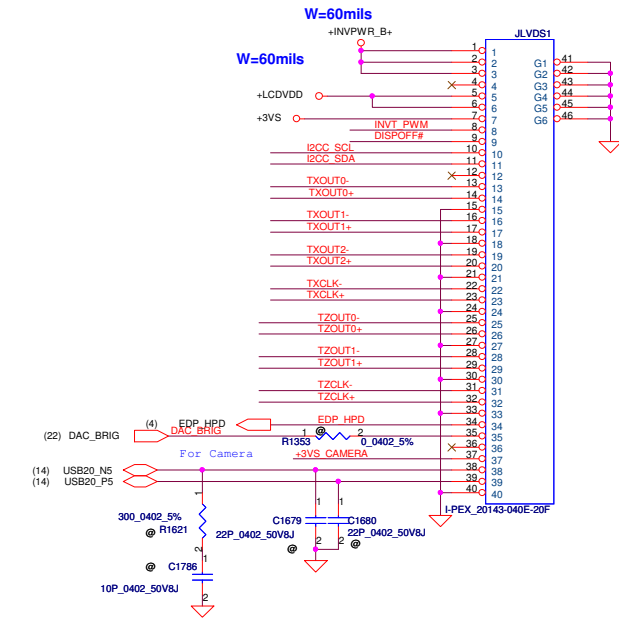 W=60mils
+INVPWR_B+
JLVDS1
W=60mils
1 1
2 2
3 3
4 4
+LCDVDD 5 5
6 6
+3VS 7 7
INVT_PWM 8 8
DISPOFF# 9 9
I2CC_SCL 10 10
I2CC_SDA 11 11
12 12
TXOUT0- 13 13
TXOUT0+ 14 14
15 15
TXOUT1- 16 16
TXOUT1+ 17 17
18 18
TXOUT2- 19 19
TXOUT2+ 20 20
21 21
TXCLK- 22 22
TXCLK+ 23 23
24 24
TZOUT0- 25 25
TZOUT0+ 26 26
27 27
TZOUT1- 28 28
TZOUT1+ 29 29
30 30
TZCLK- 31 31
TZCLK+ 32 32
33 33
(4) EDP_HPD EDP_HPD 34 34
(22) DAC_BRIG DAC_BRIG 1 @ 2 35 35
R1353 0_0402_5% 36 36
For Camera +3VS_CAMERA 37 37
(14) USB20_N5 38 38
(14) USB20_P5 39 39
40 40
G1 41
G2 42
G3 43
G4 44
G5 45
G6 46
I-PEX_20143-040E-20F
1
300_0402_5%
@ R1621
2
1
@ C1786
10P_0402_50V8J
2
1
C1679
22P_0402_50V8J
2
@
1
C1680
22P_0402_50V8J
2
@